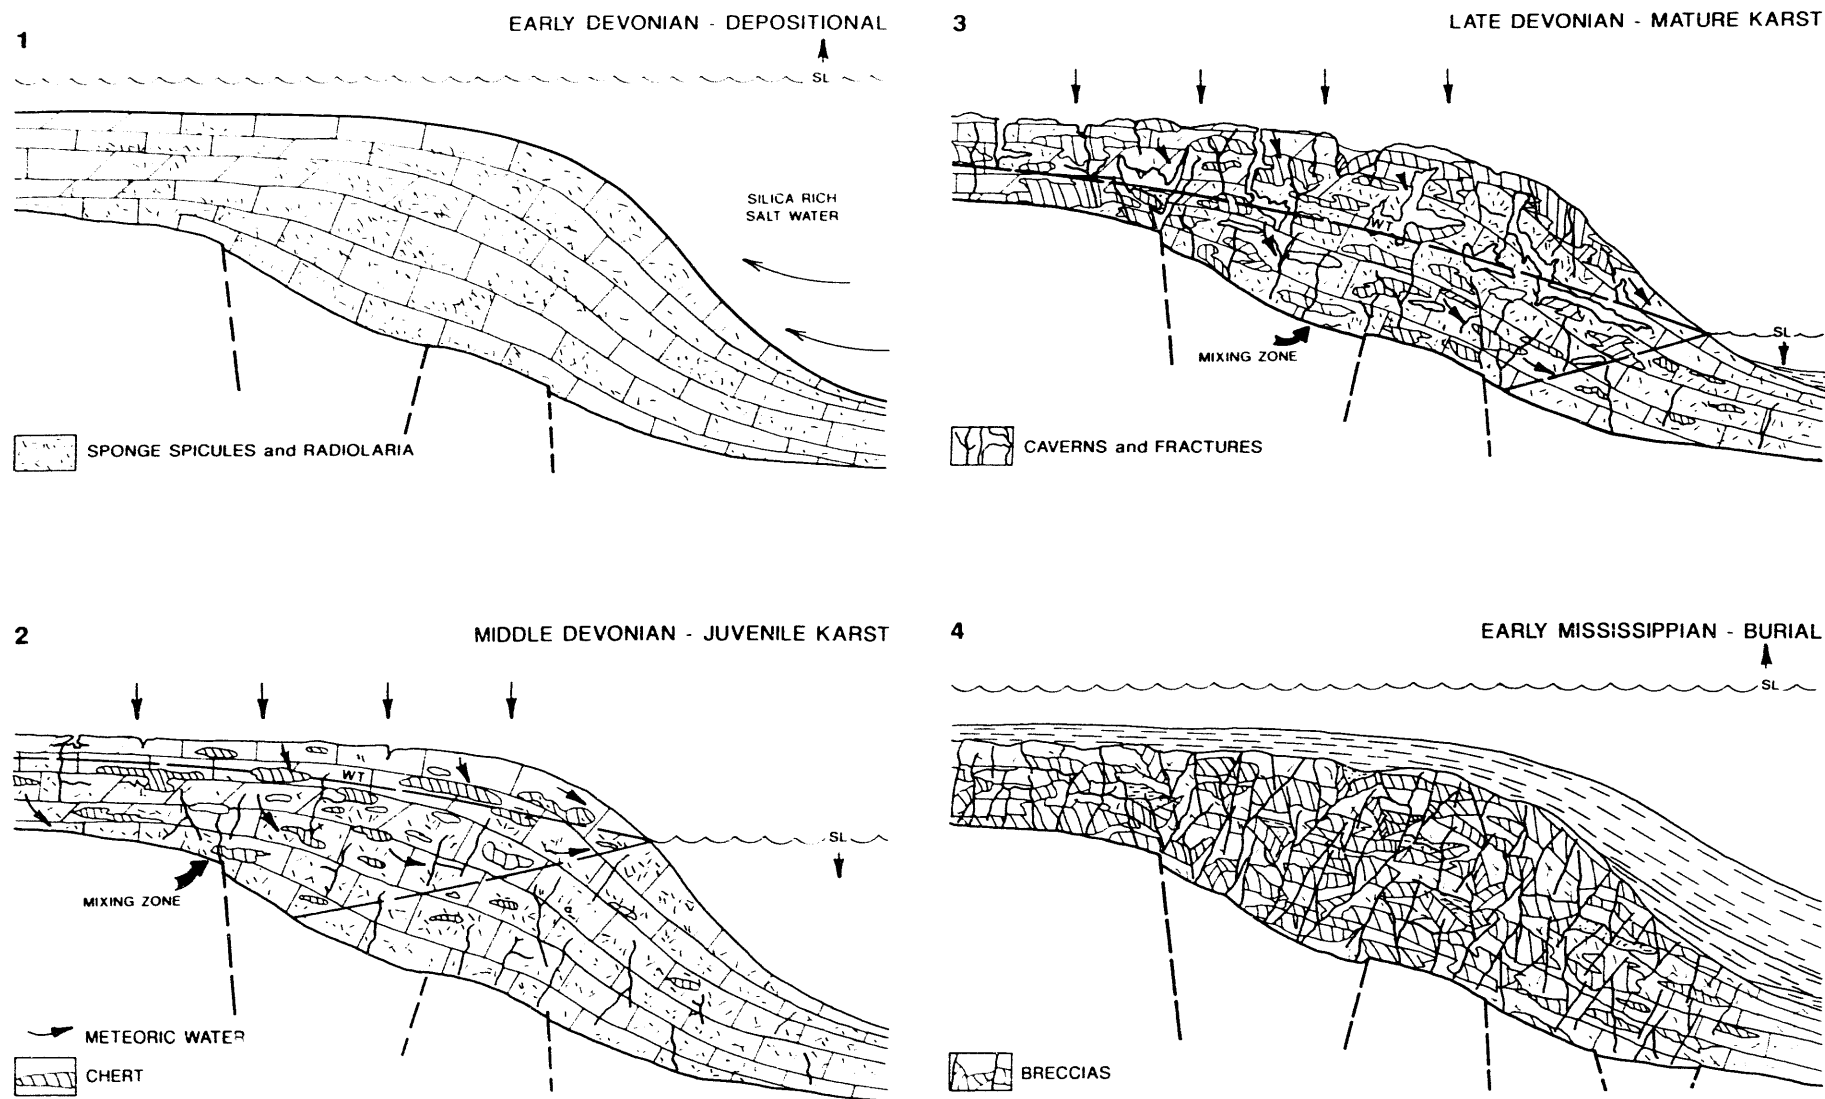 1
EARLY DEVONIAN - DEPOSITIONAL
SL
SILICA RICH
SALT WATER
SPONGE SPICULES and RADIOLARIA
2
MIDDLE DEVONIAN - JUVENILE KARST
WT
SL
MIXING ZONE
METEORIC WATER
CHERT
3
LATE DEVONIAN - MATURE KARST
WT
SL
MIXING ZONE
CAVERNS and FRACTURES
4
EARLY MISSISSIPPIAN - BURIAL
SL
BRECCIAS